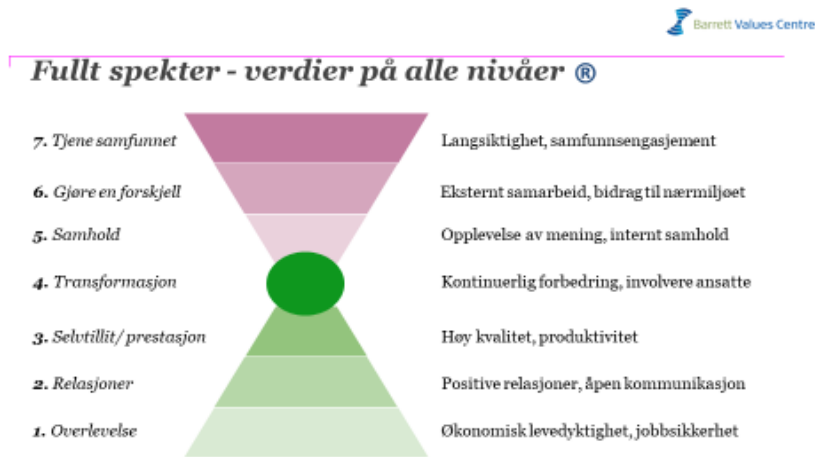 Barrett Values Centre
Fullt spekter - verdier på alle nivåer ®
7. Tjene samfunnet Langsiktighet, samfunnsengasjement
6. Gjøre en forskjell Eksternt samarbeid, bidrag til nærmiljøet
5. Samhold Opplevelse av mening, internt samhold
4. Transformasjon Kontinuerlig forbedring, involvere ansatte
3. Selvtillit/prestasjon Høy kvalitet, produktivitet
2. Relasjoner Positive relasjoner, åpen kommunikasjon
1. Overlevelse Økonomisk levedyktighet, jobbsikkerhet